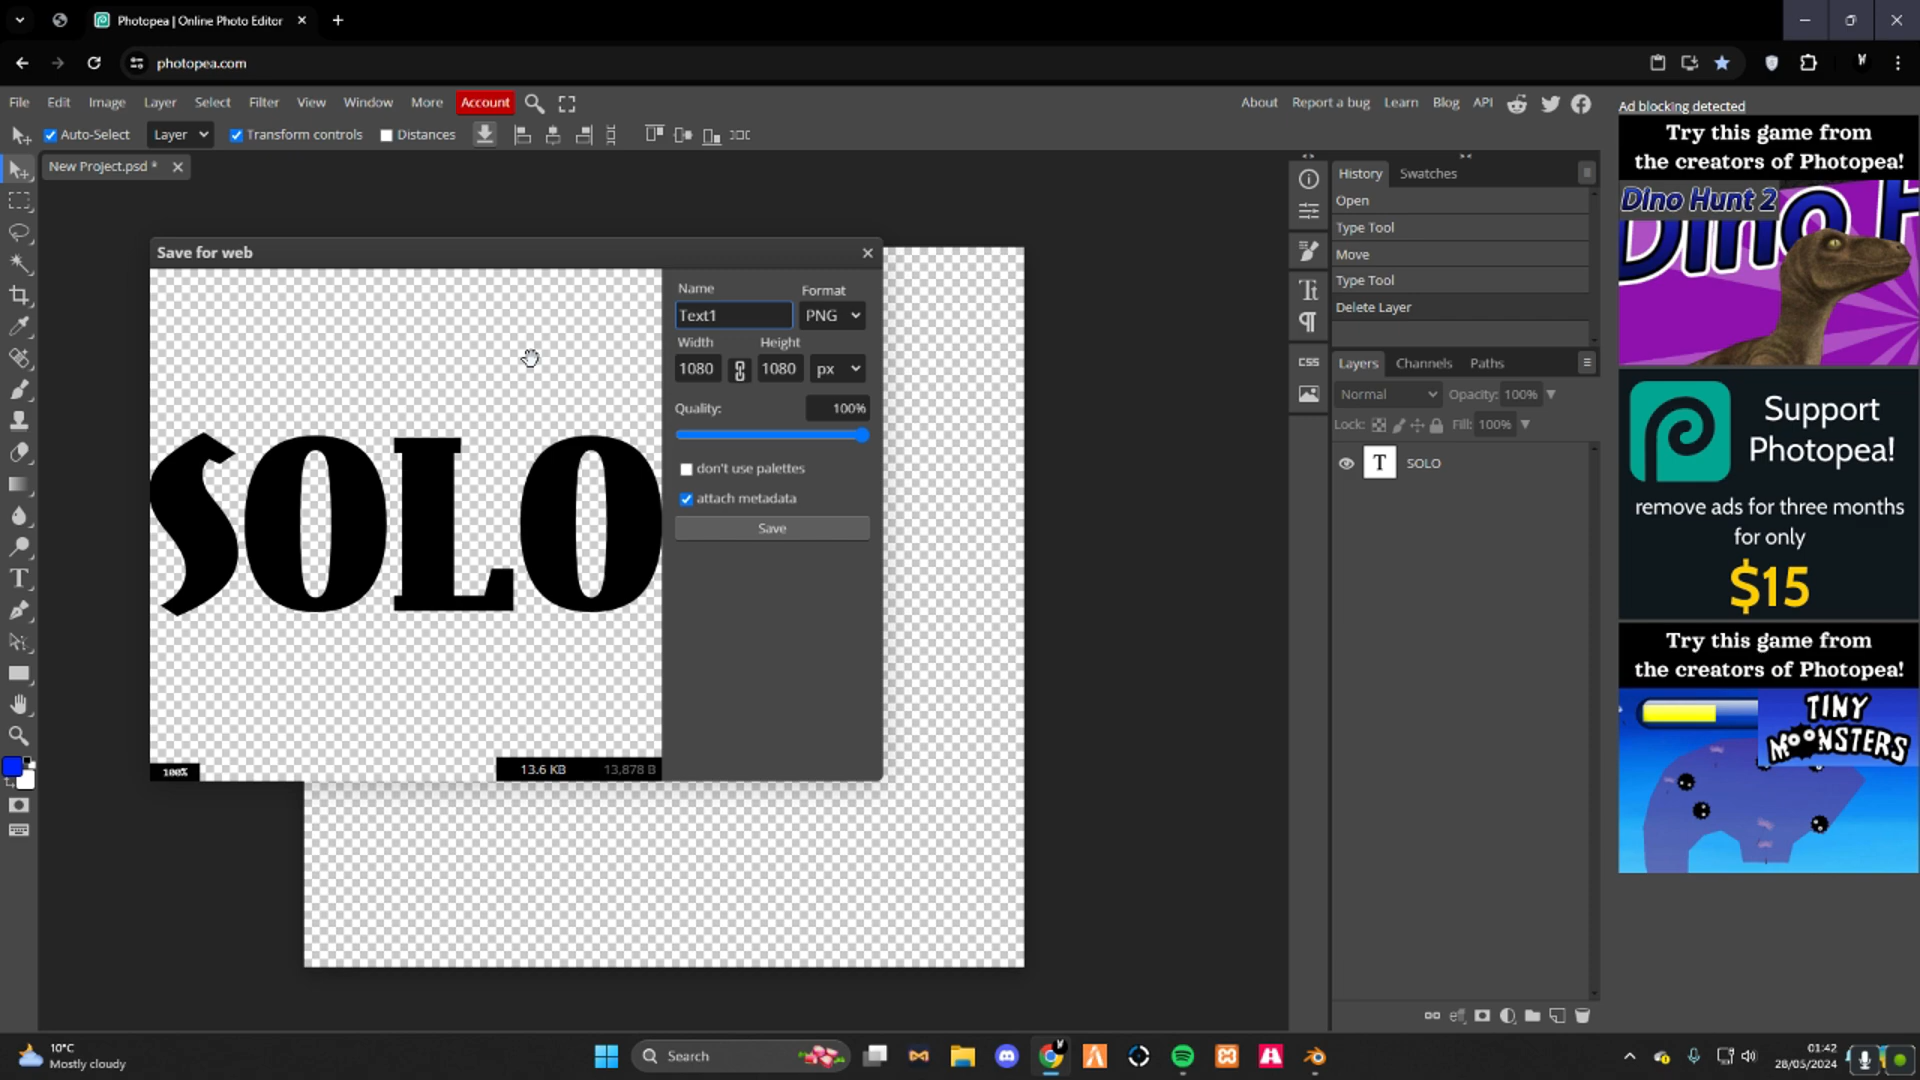 Photopea | Online Photo Editor
photopea.com
File Edit Image Layer Select Filter View Window More Account
About Report a bug Learn Blog API
Auto-Select Layer Transform controls Distances
New Project.psd *
Save for web
Name Format
Text1 PNG
Width Height
1080 1080 px
Quality: 100%
don't use palettes
attach metadata
Save
SOLO
100%
13.6 KB 13,878 B
History Swatches
Open
Type Tool
Move
Type Tool
Delete Layer
CSS
Layers Channels Paths
Normal Opacity: 100%
Lock: Fill: 100%
T SOLO
Ad blocking detected
Try this game from
the creators of Photopea!
Dino Hunt 2
Support
Photopea!
remove ads for three months
for only
$15
Try this game from
the creators of Photopea!
TINY
MOONSTERS
10°C
Mostly cloudy
Search
01:42
28/05/2024